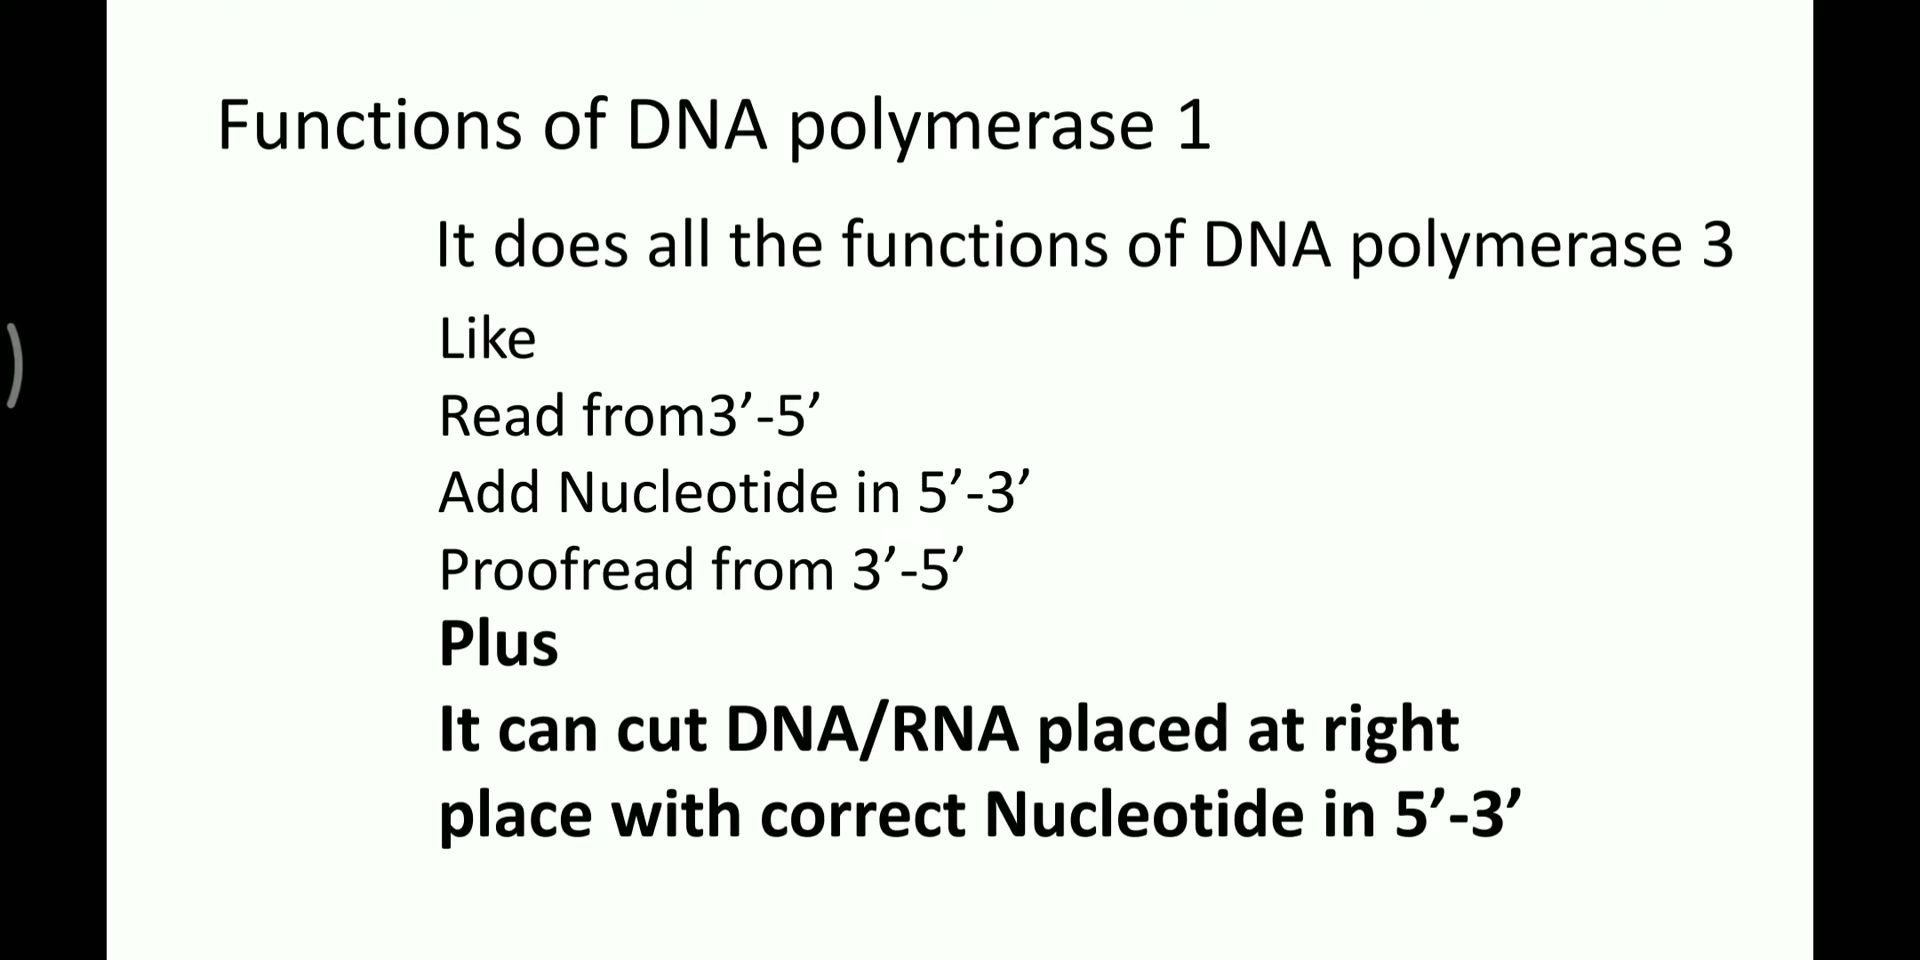 Functions of DNA polymerase 1
It does all the functions of DNA polymerase 3
Like
Read from3’-5’
Add Nucleotide in 5’-3’
Proofread from 3’-5’
Plus
It can cut DNA/RNA placed at right
place with correct Nucleotide in 5’-3’